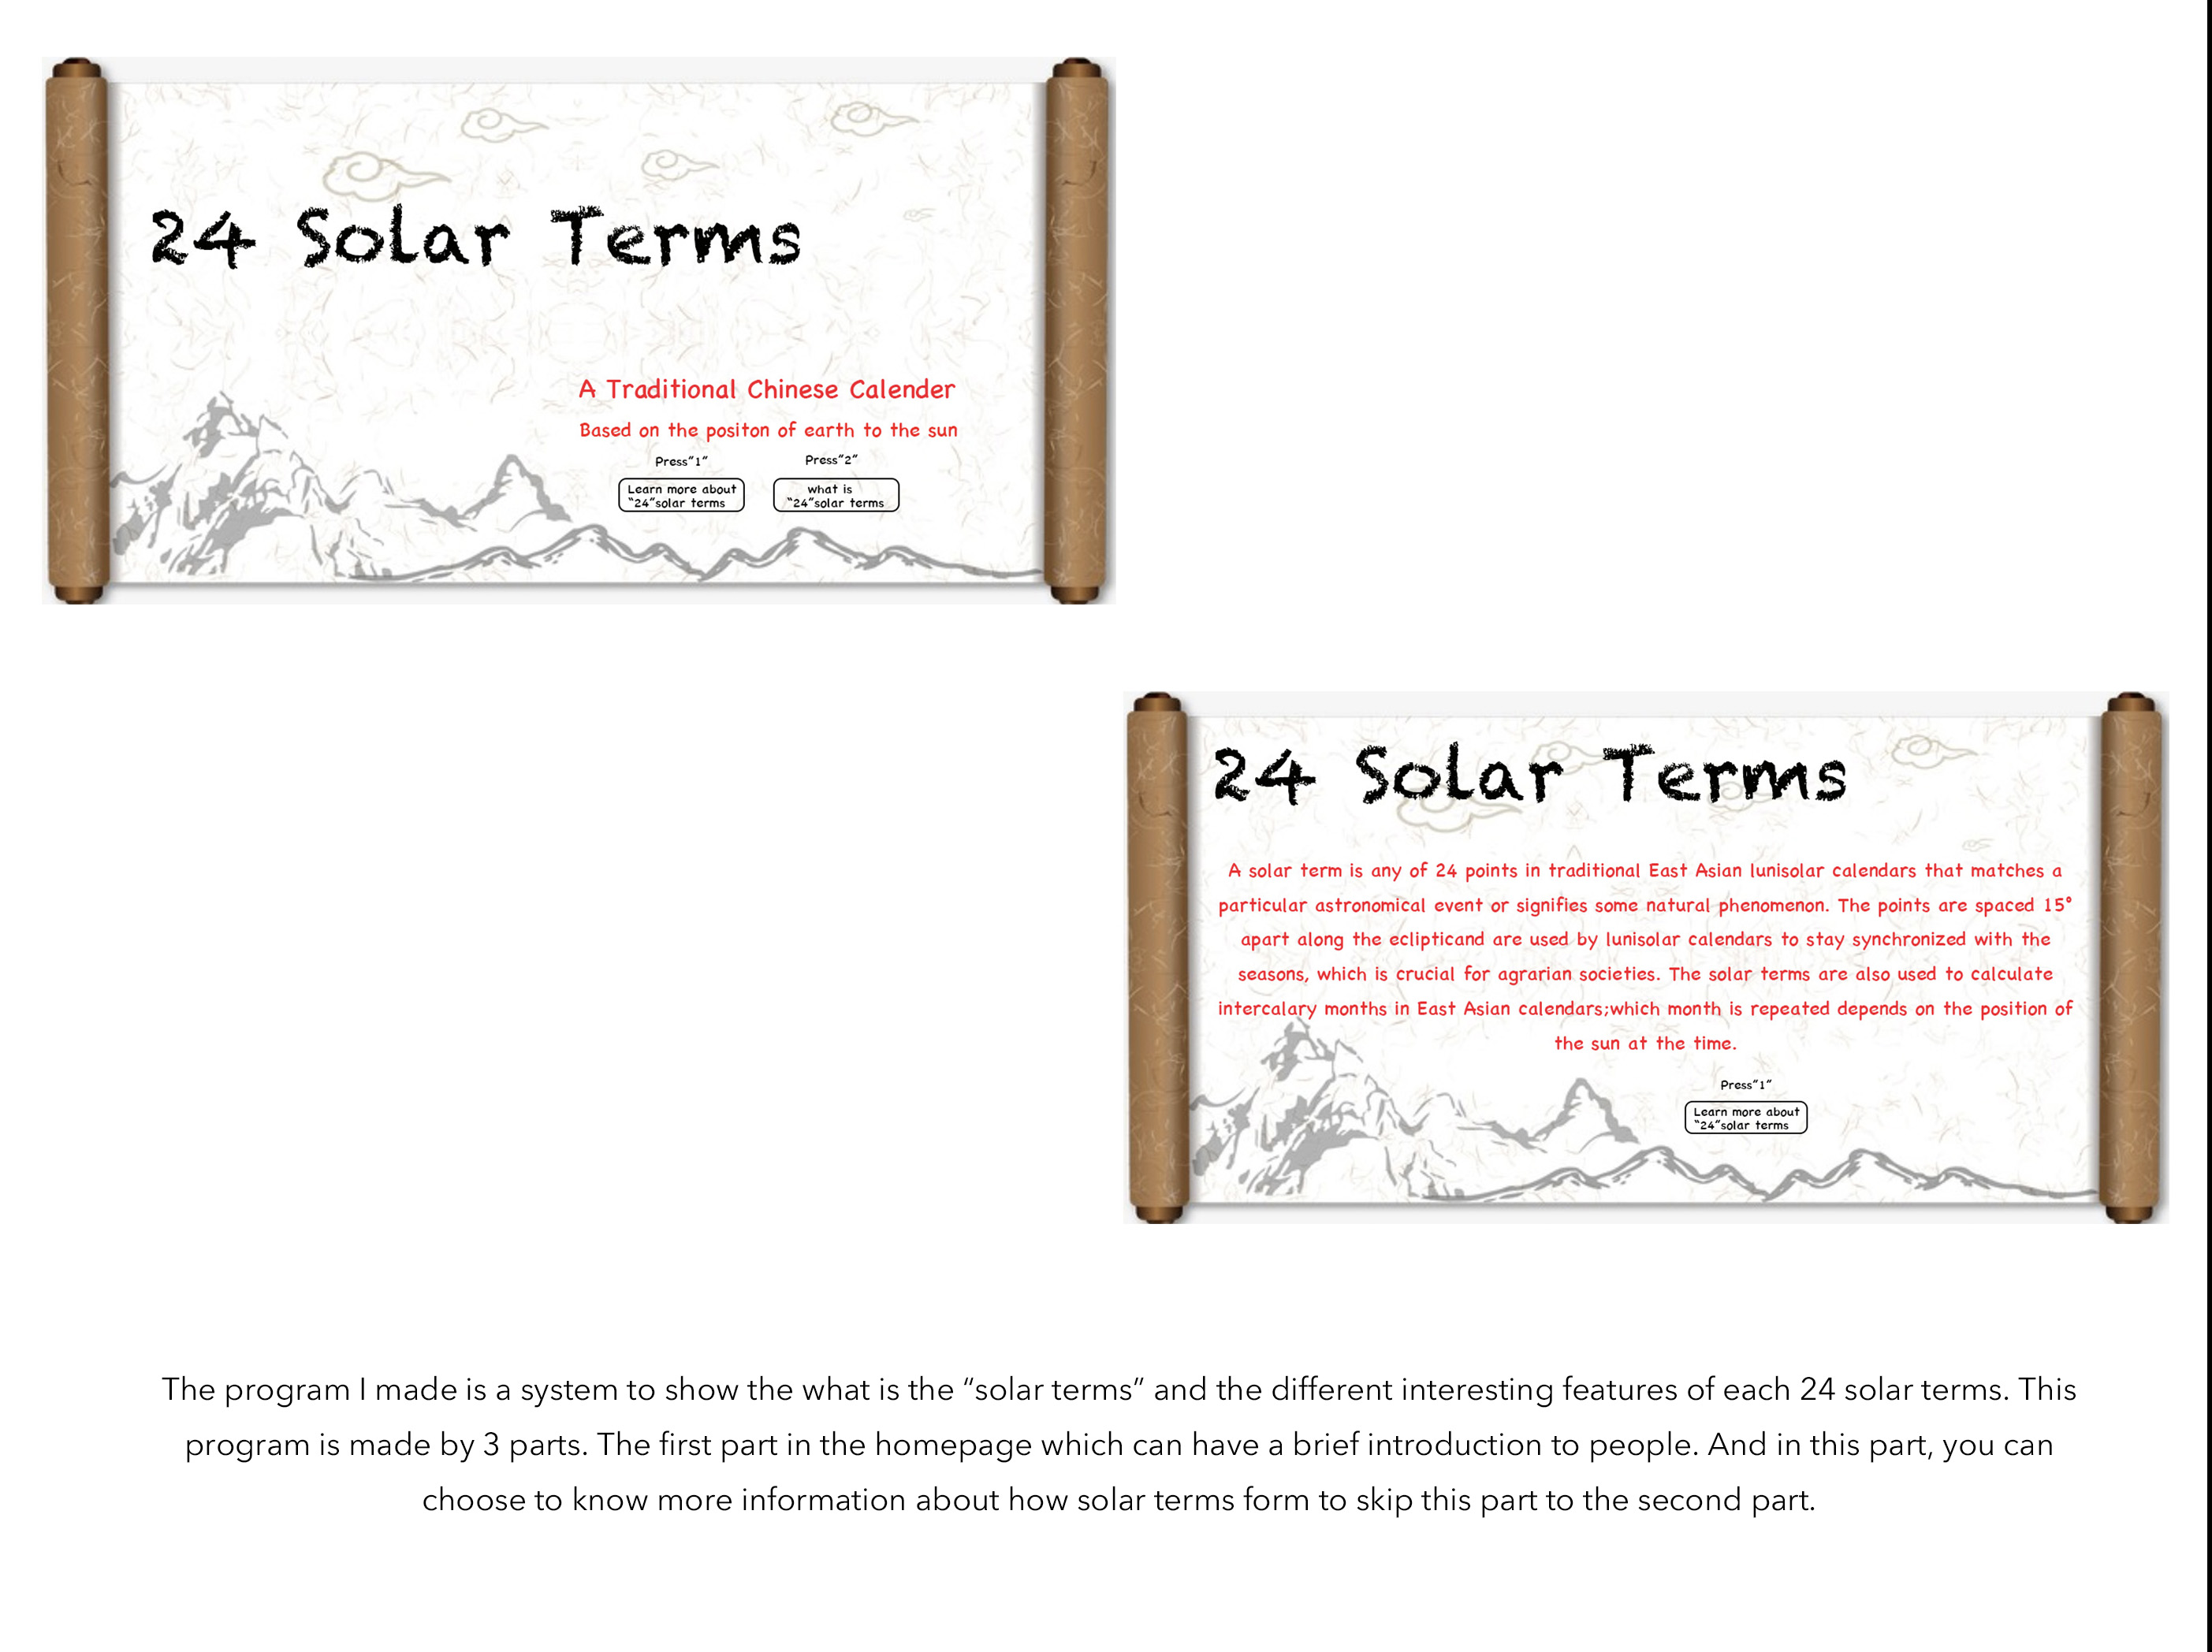 24 Solar Terms
A Traditional Chinese Calender
Based on the positon of earth to the sun
Press"1"
Press"2"
Learn more about
"24"solar terms
what is
"24"solar terms
24 Solar Terms
A solar term is any of 24 points in traditional East Asian lunisolar calendars that matches a
particular astronomical event or signifies some natural phenomenon. The points are spaced 15°
apart along the eclipticand are used by lunisolar calendars to stay synchronized with the
seasons, which is crucial for agrarian societies. The solar terms are also used to calculate
intercalary months in East Asian calendars;which month is repeated depends on the position of
the sun at the time.
Press"1"
Learn more about
"24"solar terms
The program I made is a system to show the what is the “solar terms” and the different interesting features of each 24 solar terms. This
program is made by 3 parts. The first part in the homepage which can have a brief introduction to people. And in this part, you can
choose to know more information about how solar terms form to skip this part to the second part.